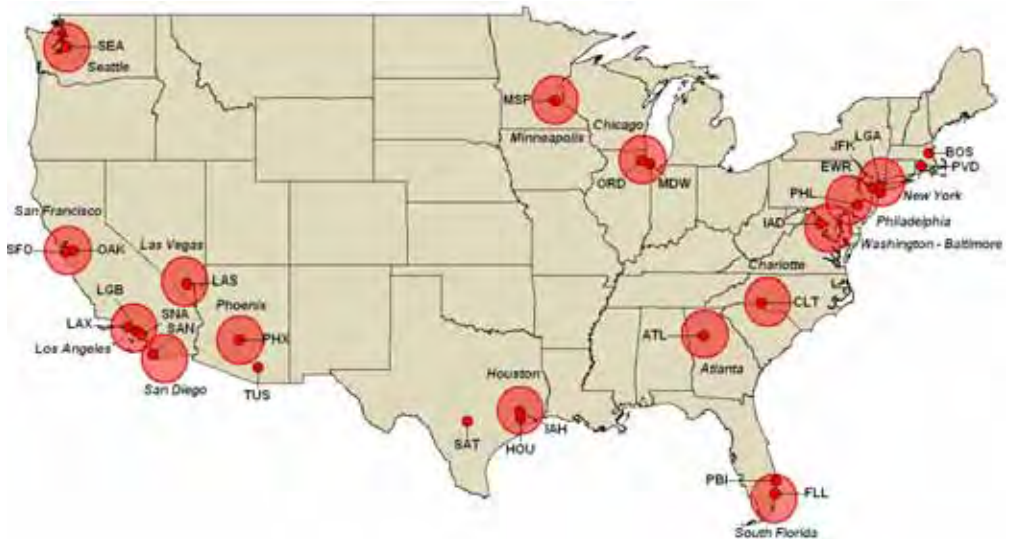 SEA
Seattle
MSP
Minneapolis
Chicago
ORD
MDW
LGA
JFK
EWR
BOS
PVD
PHL
New York
IAD
Philadelphia
Washington - Baltimore
San Francisco
SFO
OAK
Las Vegas
LAS
Charlotte
CLT
LGB
SNA
LAX
SAN
Los Angeles
San Diego
Phoenix
PHX
TUS
ATL
Atlanta
Houston
IAH
SAT
HOU
PBI
FLL
South Florida